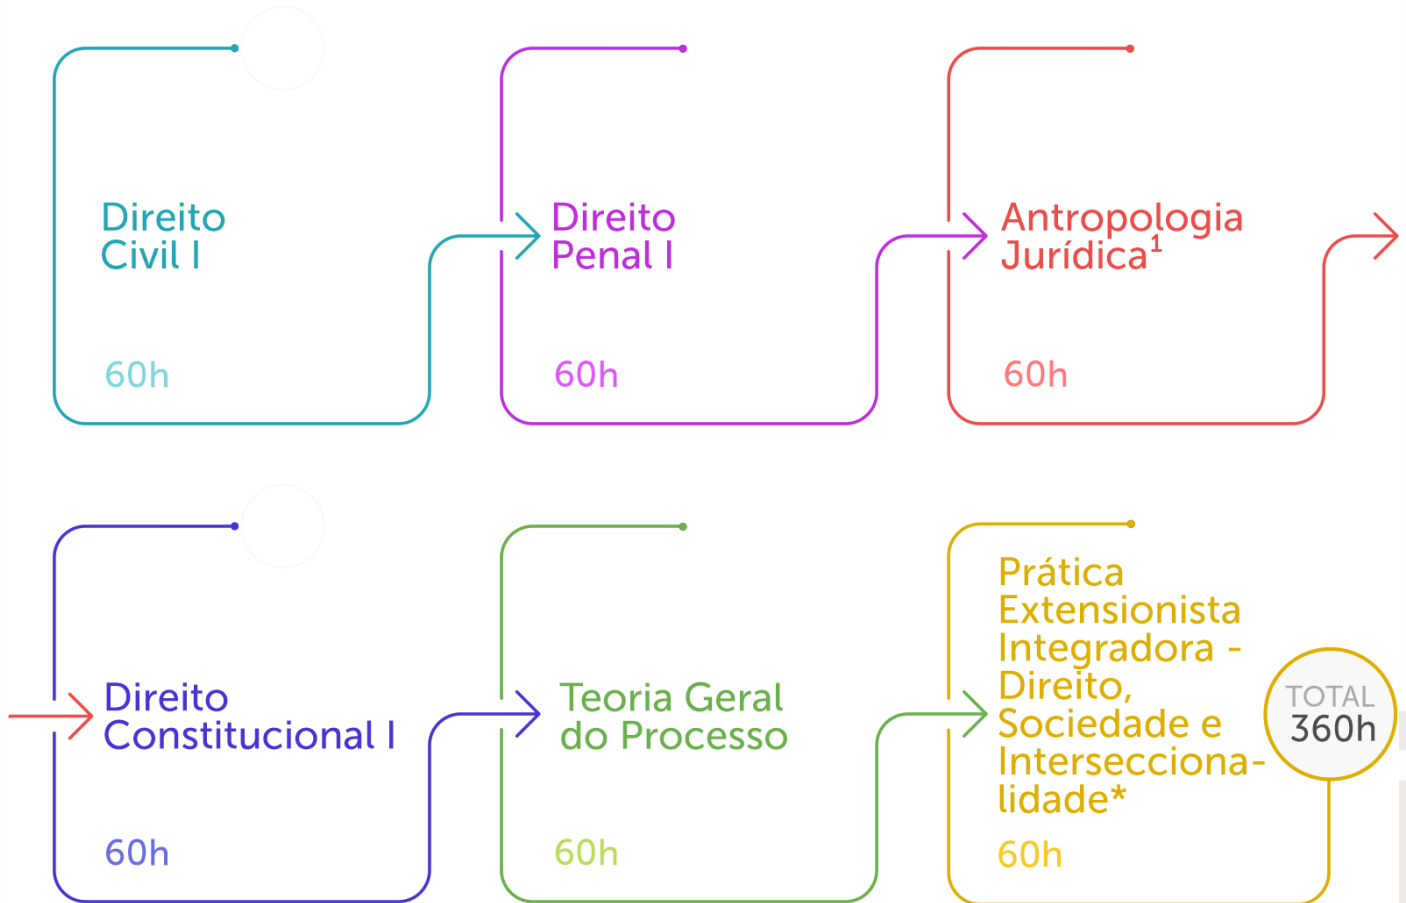 Direito
Civil I
60h
Direito
Penal I
60h
Antropologia
Jurídica¹
60h
Direito
Constitucional I
60h
Teoria Geral
do Processo
60h
Prática
Extensionista
Integradora -
Direito,
Sociedade e
Intersecciona-
lidade*
60h
TOTAL
360h